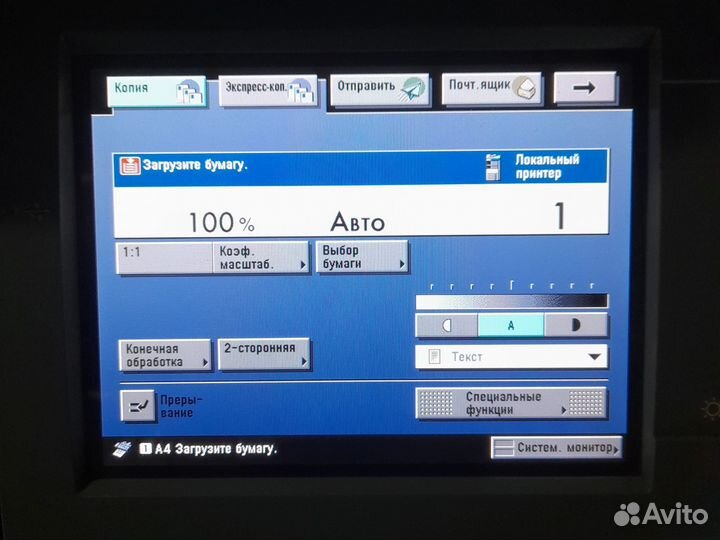 Копия
Экспресс-коп.
Отправить
Почт.ящик
Загрузите бумагу.
Локальный
принтер
100 %
Авто
1
1:1
Коэф.
масштаб.
Выбор
бумаги
A
Конечная
обработка
2-сторонняя
Текст
Преры-
вание
Специальные
функции
1 A4 Загрузите бумагу.
Систем. монитор
Avito